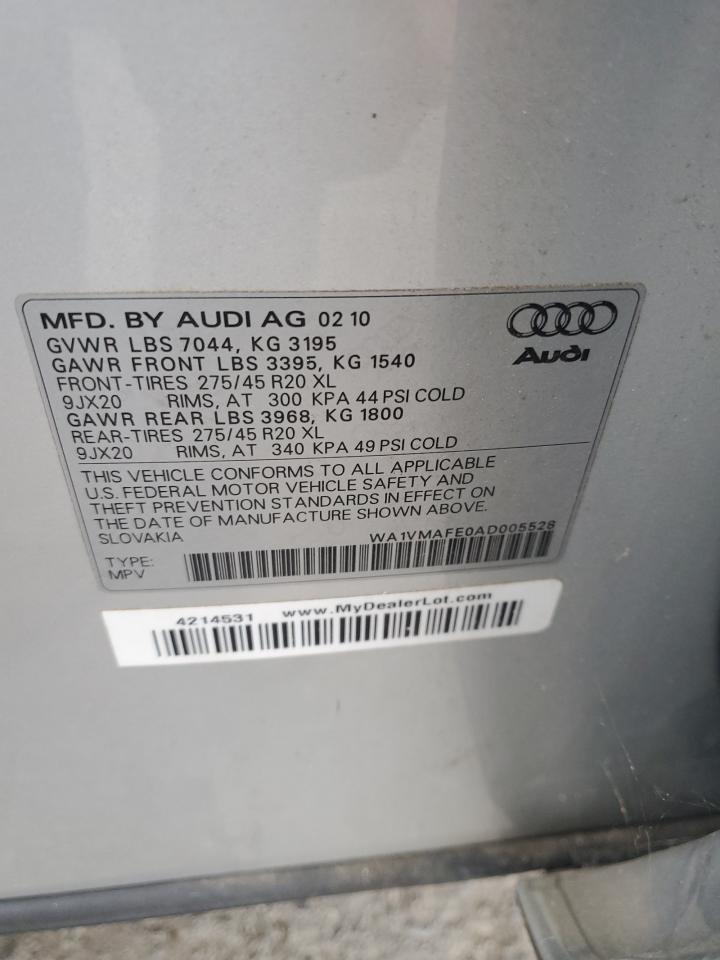 MFD. BY AUDI AG 02 10
GVWR LBS 7044, KG 3195
GAWR FRONT LBS 3395, KG 1540
FRONT-TIRES 275/45 R20 XL
9JX20 RIMS, AT 300 KPA 44 PSI COLD
GAWR REAR LBS 3968, KG 1800
REAR-TIRES 275/45 R20 XL
9JX20 RIMS, AT 340 KPA 49 PSI COLD
Audi
THIS VEHICLE CONFORMS TO ALL APPLICABLE
U.S. FEDERAL MOTOR VEHICLE SAFETY AND
THEFT PREVENTION STANDARDS IN EFFECT ON
THE DATE OF MANUFACTURE SHOWN ABOVE.
SLOVAKIA WA1VMAFE0AD005528
TYPE:
MPV
4214531 www.MyDealerLot.com